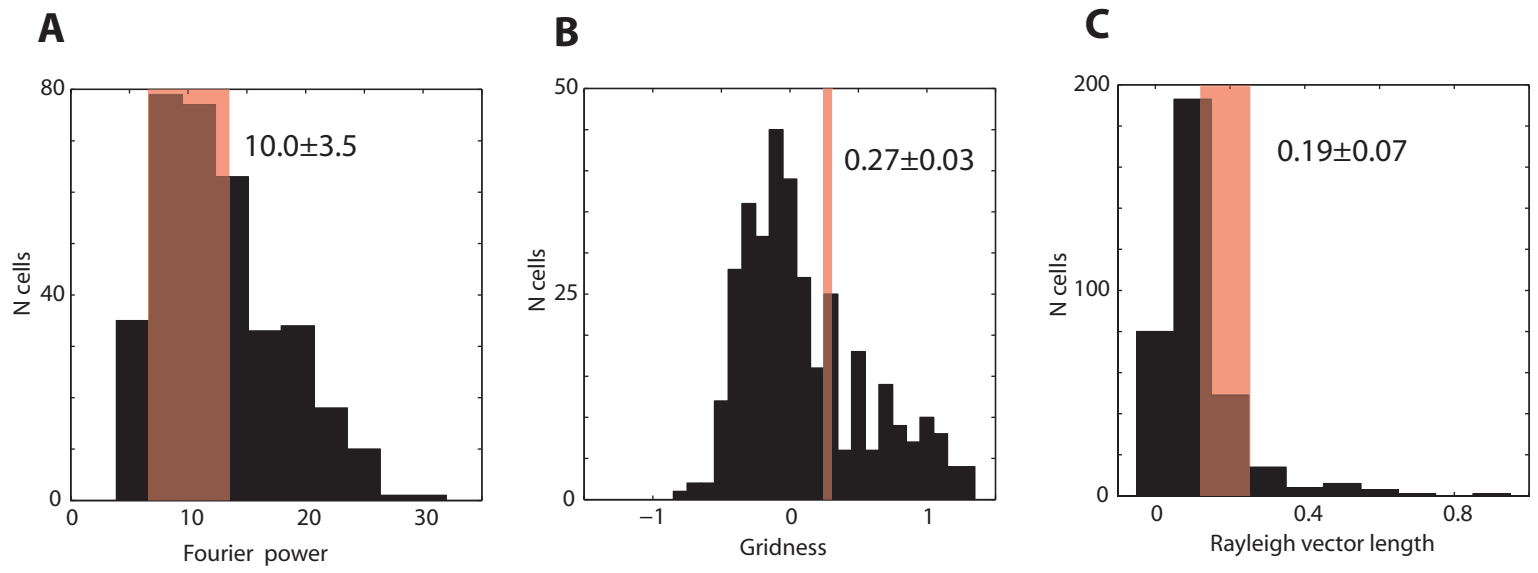 A
80
40
0
N cells
10.0±3.5
0 10 20 30
Fourier power
B
50
25
0
N cells
0.27±0.03
−1 0 1
Gridness
C
200
100
0
N cells
0.19±0.07
0 0.4 0.8
Rayleigh vector length